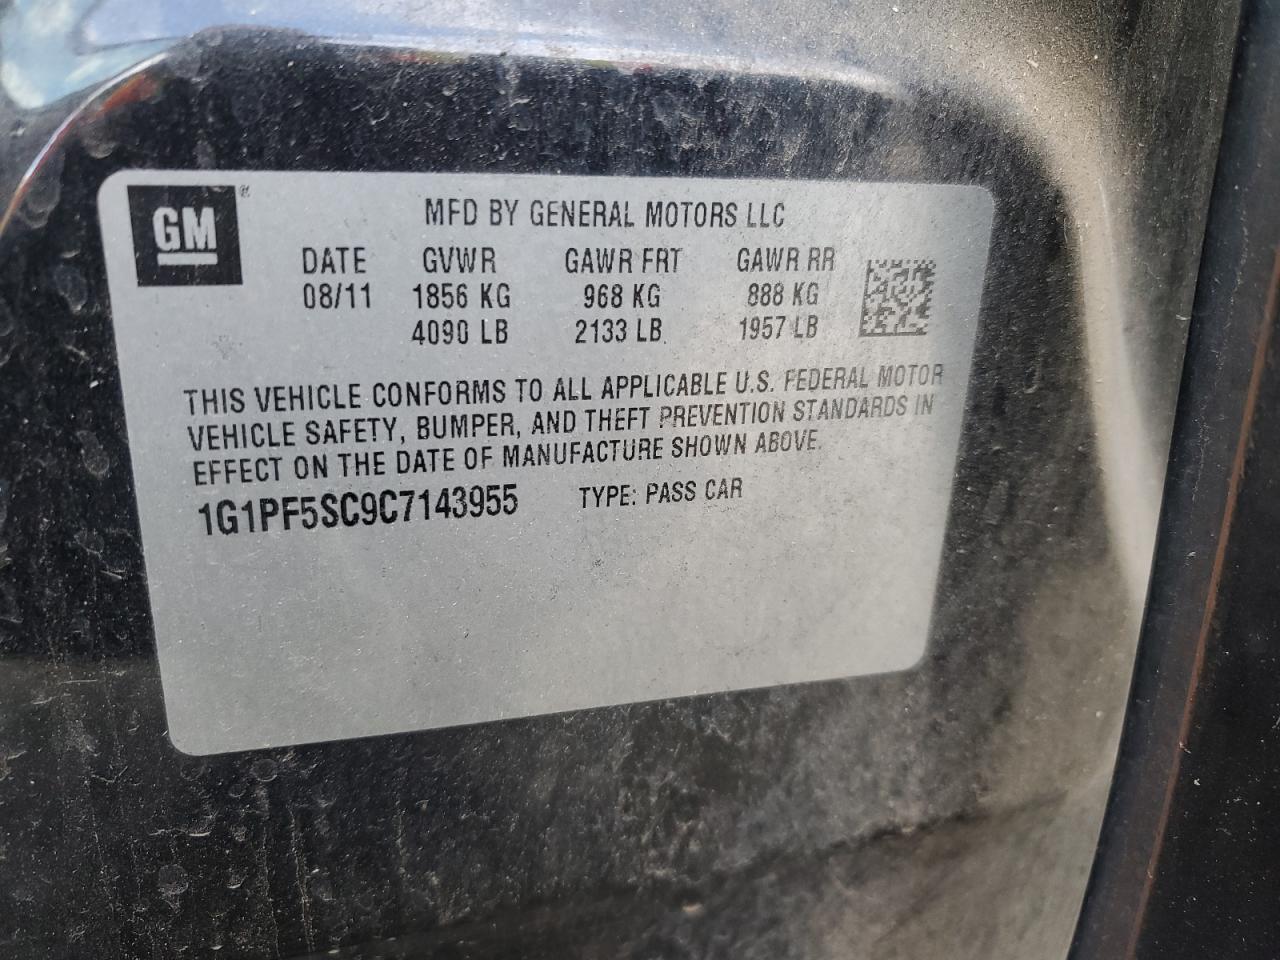 GM®
MFD BY GENERAL MOTORS LLC
DATE GVWR GAWR FRT GAWR RR
08/11 1856 KG 968 KG 888 KG
4090 LB 2133 LB 1957 LB
THIS VEHICLE CONFORMS TO ALL APPLICABLE U.S. FEDERAL MOTOR
VEHICLE SAFETY, BUMPER, AND THEFT PREVENTION STANDARDS IN
EFFECT ON THE DATE OF MANUFACTURE SHOWN ABOVE.
1G1PF5SC9C7143955 TYPE: PASS CAR